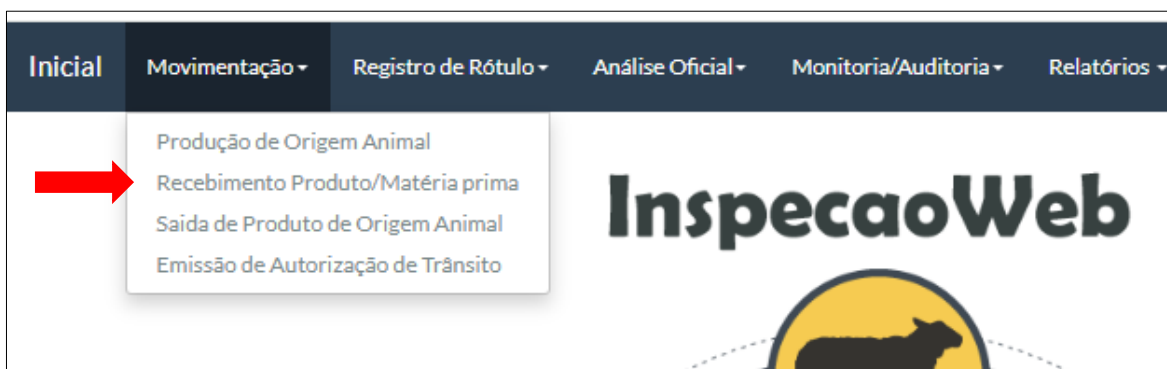 Inicial Movimentação Registro de Rótulo Análise Oficial Monitoria/Auditoria Relatórios
Produção de Origem Animal
Recebimento Produto/Matéria prima
Saida de Produto de Origem Animal
Emissão de Autorização de Trânsito
InspecaoWeb